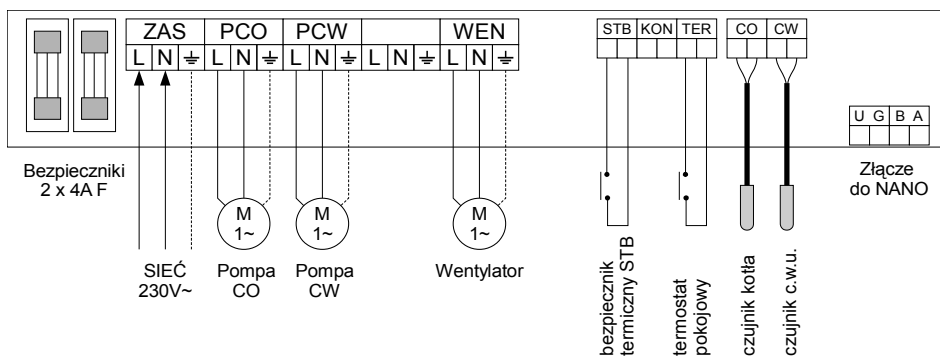 ZAS PCO PCW WEN
L N L N L N L N L N
STB KON TER CO CW
U G B A
Bezpieczniki
2 x 4A F
Złącze
do NANO
M
1~
M
1~
M
1~
SIEĆ
230V~
Pompa
CO
Pompa
CW
Wentylator
bezpiecznik
termiczny STB
termostat
pokojowy
czujnik kotła
czujnik c.w.u.